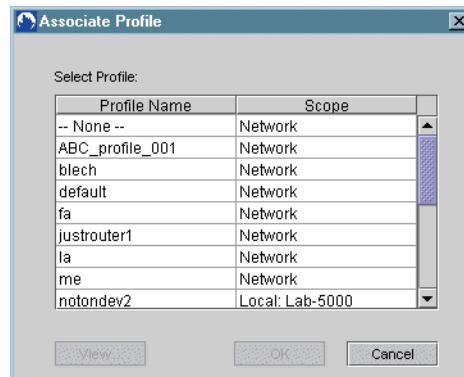 Associate Profile
Select Profile:
Profile Name Scope
-- None -- Network
ABC_profile_001 Network
blech Network
default Network
fa Network
justrouter1 Network
la Network
me Network
notondev2 Local: Lab-5000
View... OK Cancel